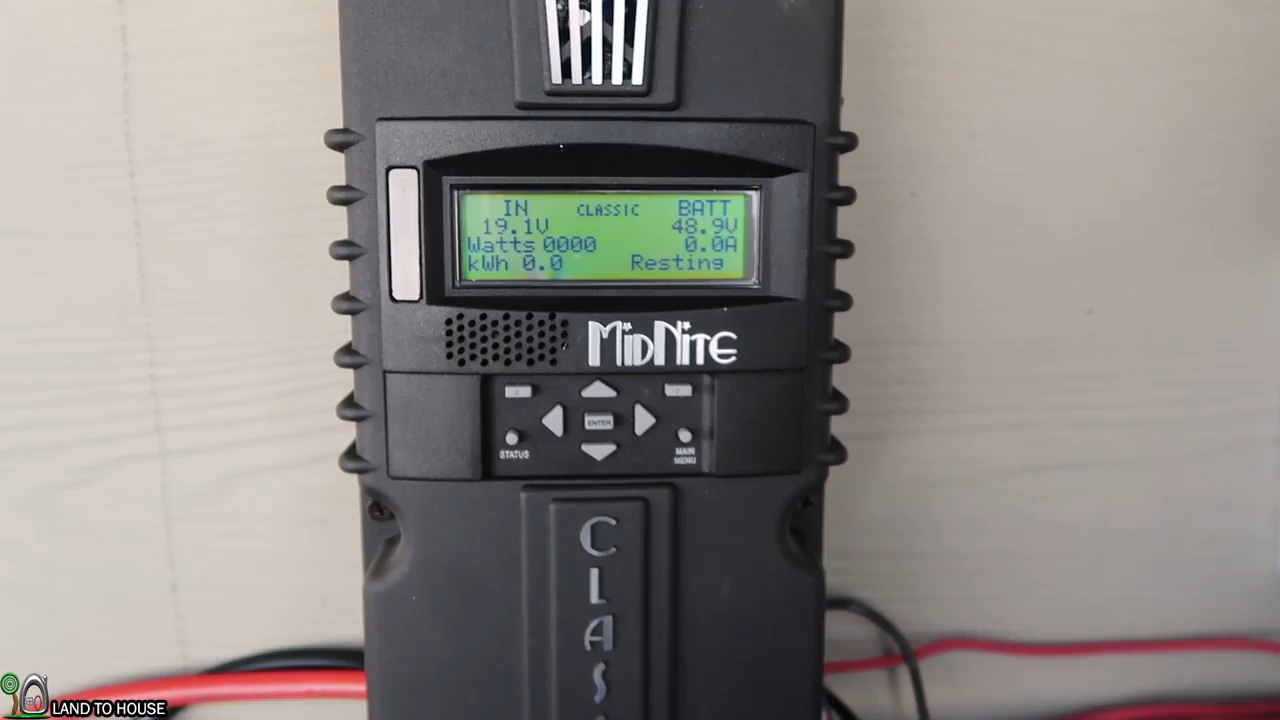 IN CLASSIC BATT
19.1V 48.9V
Watts 0000 0.0A
kWh 0.0 Resting
MidNite
ENTER
STATUS
MAIN
MENU
CLAS
LAND TO HOUSE